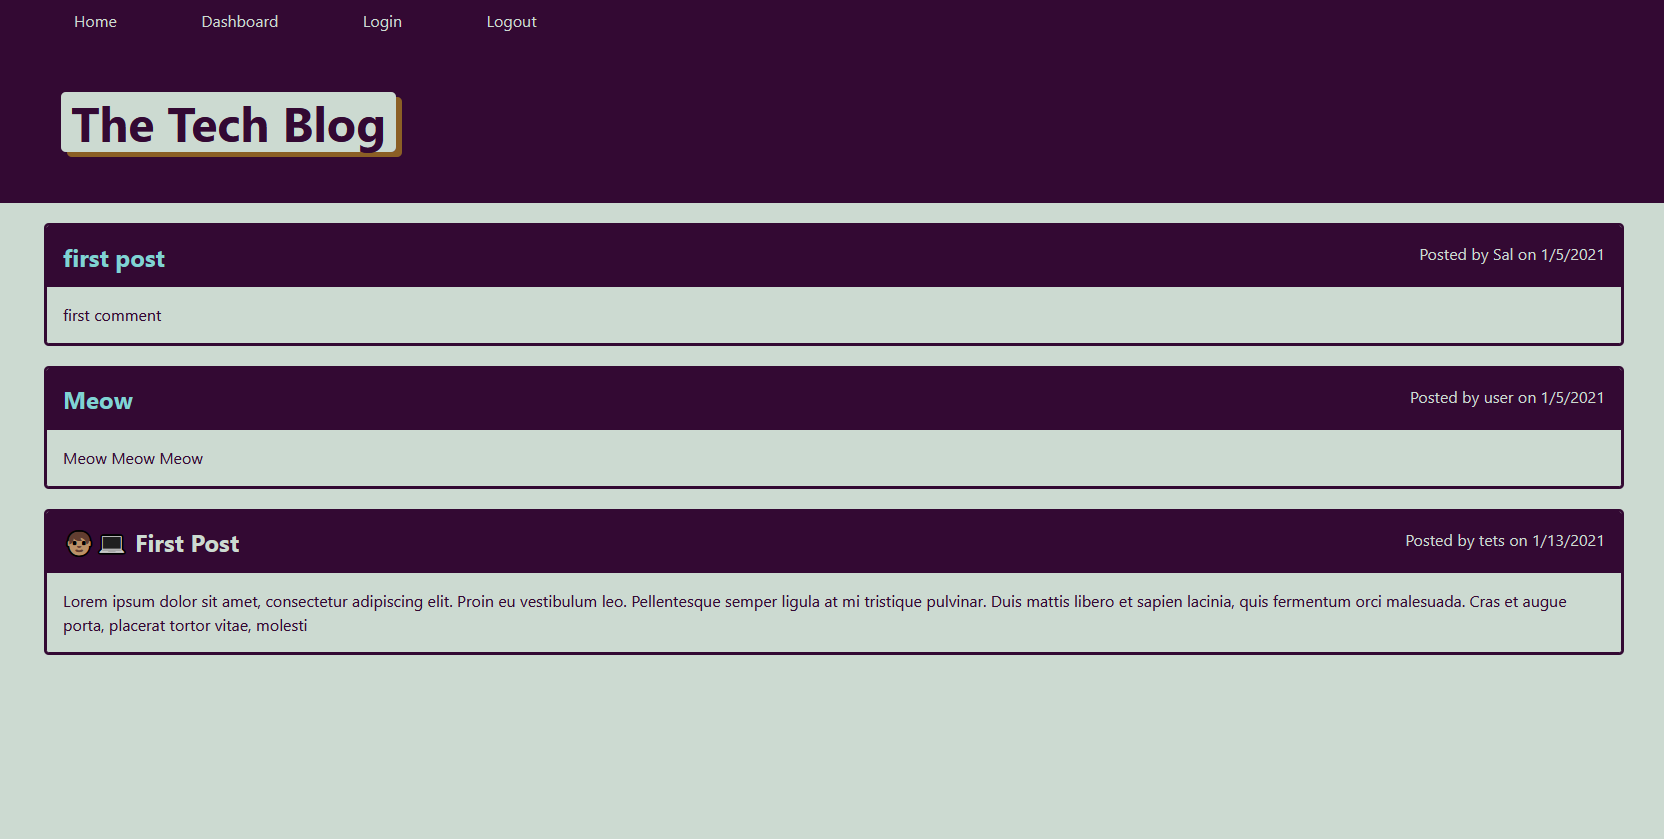 Home Dashboard Login Logout
The Tech Blog
first post Posted by Sal on 1/5/2021
first comment
Meow Posted by user on 1/5/2021
Meow Meow Meow
🧑🏽💻 First Post Posted by tets on 1/13/2021
Lorem ipsum dolor sit amet, consectetur adipiscing elit. Proin eu vestibulum leo. Pellentesque semper ligula at mi tristique pulvinar. Duis mattis libero et sapien lacinia, quis fermentum orci malesuada. Cras et augue
porta, placerat tortor vitae, molesti